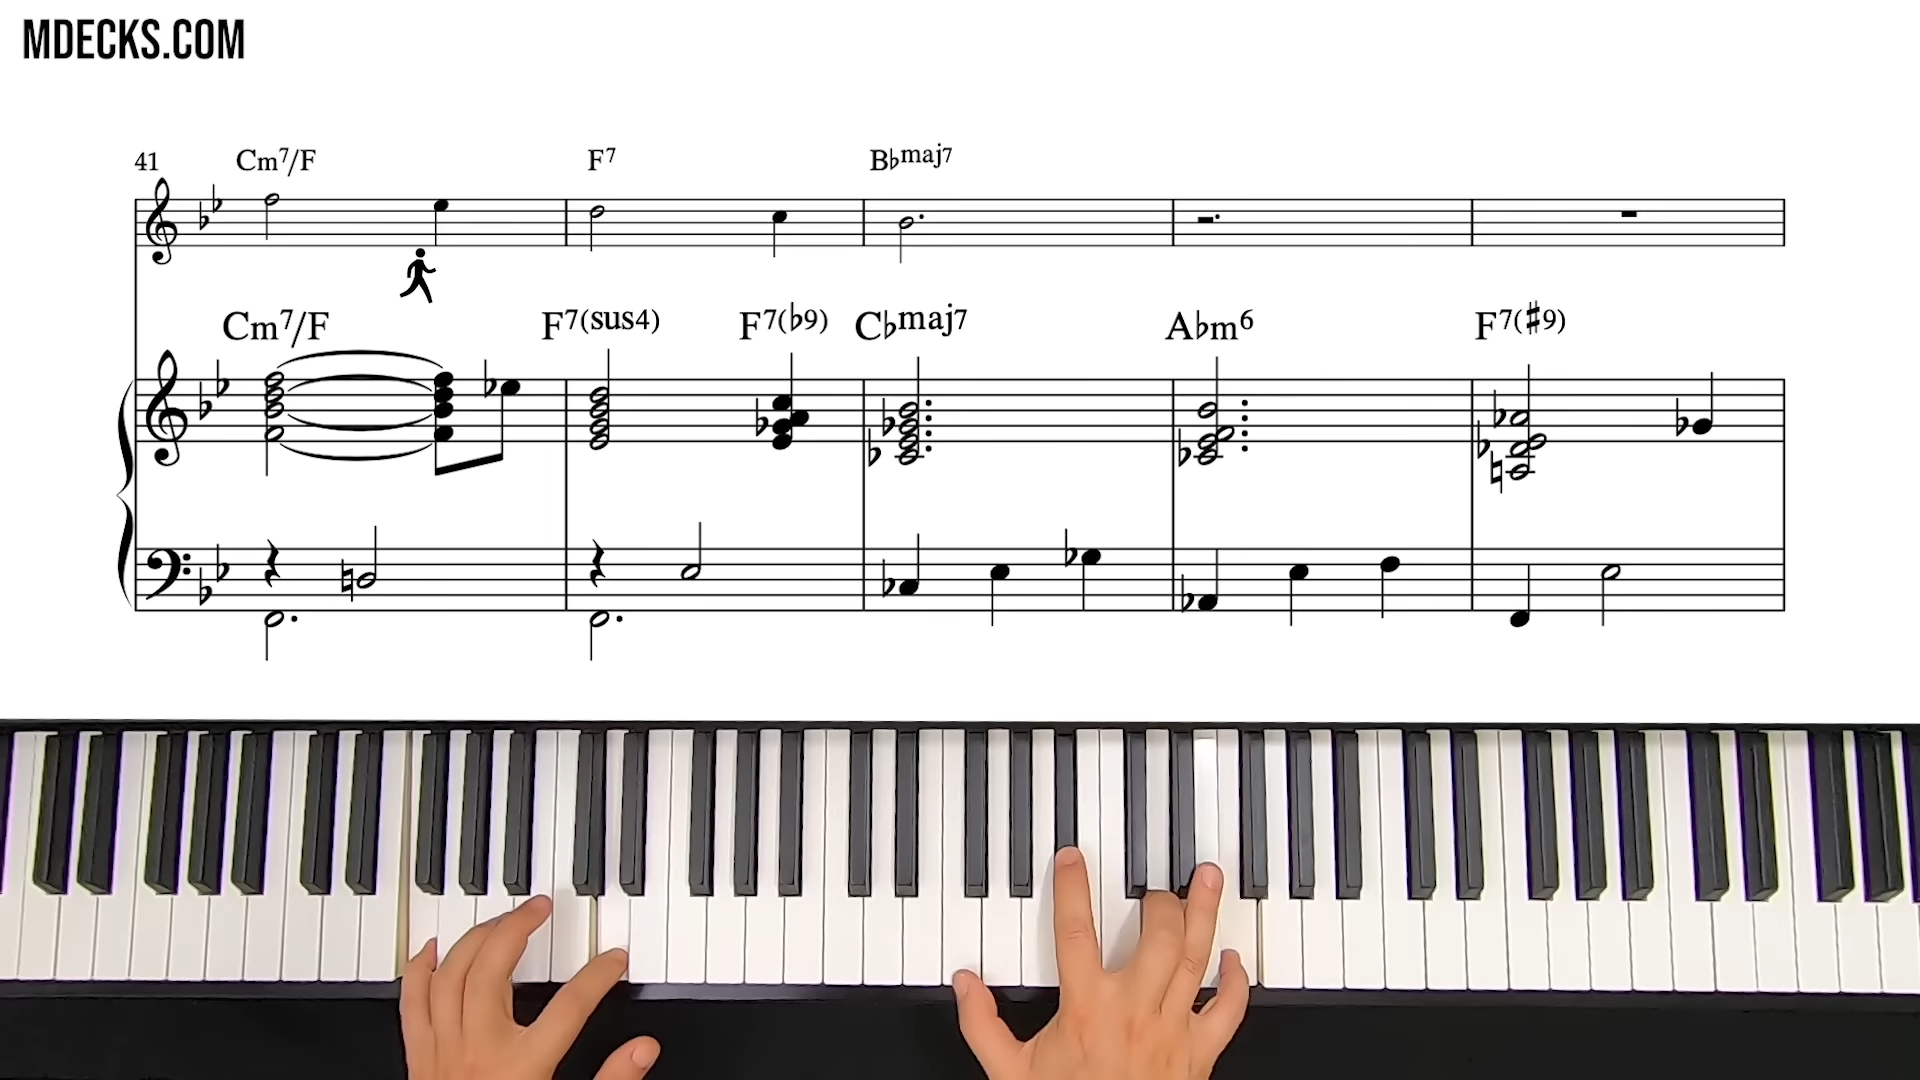 MDECKS.COM
41 Cm7/F F7 B♭maj7
Cm7/F F7(sus4) F7(♭9) C♭maj7 A♭m6 F7(♯9)